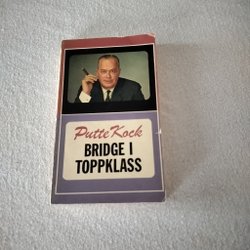 Putte Kock
BRIDGE I
TOPPKLASS